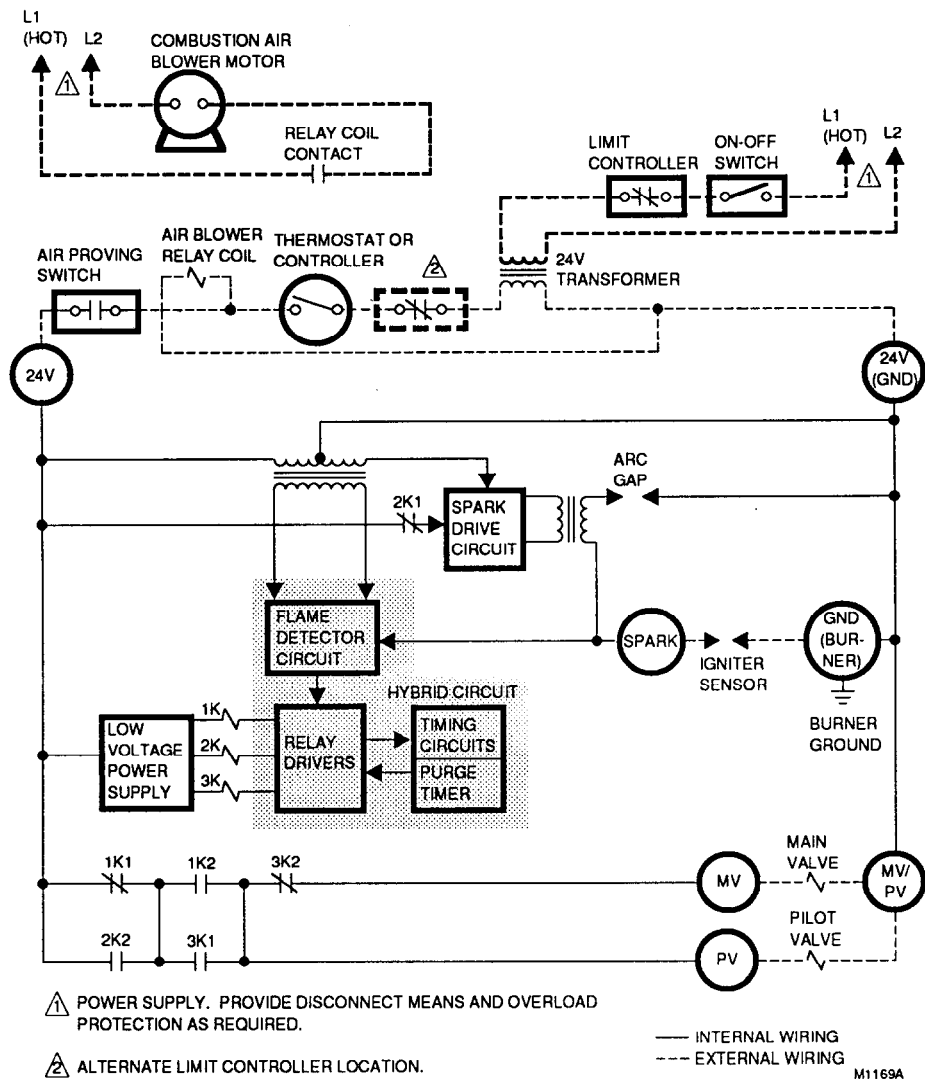 L1
(HOT) L2
COMBUSTION AIR
BLOWER MOTOR
1
RELAY COIL
CONTACT
LIMIT
CONTROLLER
ON-OFF
SWITCH
L1
(HOT) L2
1
AIR PROVING
SWITCH
AIR BLOWER
RELAY COIL
THERMOSTAT OR
CONTROLLER
2
24V
TRANSFORMER
24V
24V
(GND)
2K1
SPARK
DRIVE
CIRCUIT
ARC
GAP
FLAME
DETECTOR
CIRCUIT
SPARK
IGNITER
SENSOR
GND
(BUR-
NER)
BURNER
GROUND
HYBRID CIRCUIT
LOW
VOLTAGE
POWER
SUPPLY
1K
2K
3K
RELAY
DRIVERS
TIMING
CIRCUITS
PURGE
TIMER
1K1
1K2
3K2
MV
MAIN
VALVE
MV/
PV
2K2
3K1
PV
PILOT
VALVE
1 POWER SUPPLY. PROVIDE DISCONNECT MEANS AND OVERLOAD
PROTECTION AS REQUIRED.
2 ALTERNATE LIMIT CONTROLLER LOCATION.
INTERNAL WIRING
EXTERNAL WIRING
M1169A